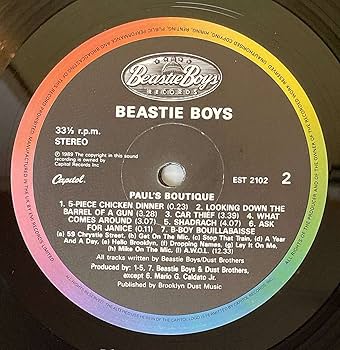 Beastie Boys
RECORDS
BEASTIE BOYS
33⅓ r.p.m.
STEREO
℗ 1989 The copyright in this sound
recording is owned by
Capitol Records Inc
Capitol
EST 2102 2
PAUL'S BOUTIQUE
1. 5-PIECE CHICKEN DINNER (0.23) 2. LOOKING DOWN THE
BARREL OF A GUN (3.28) 3. CAR THIEF (3.39) 4. WHAT
COMES AROUND (3.07) 5. SHADRACH (4.07) 6. ASK
FOR JANICE (0.11) 7. B-BOY BOUILLABAISSE
(a) 59 Chrystie Street. (b) Get On The Mic. (c) Stop That Train. (d) A Year
And A Day. (e) Hello Brooklyn. (f) Dropping Names. (g) Lay It On Me.
(h) Mike On The Mic. (i) A.W.O.L. (12.33)
All tracks written by Beastie Boys/Dust Brothers
Produced by: 1-5, 7. Beastie Boys & Dust Brothers,
except 6. Mario G. Caldato Jr.
Published by Brooklyn Dust Music